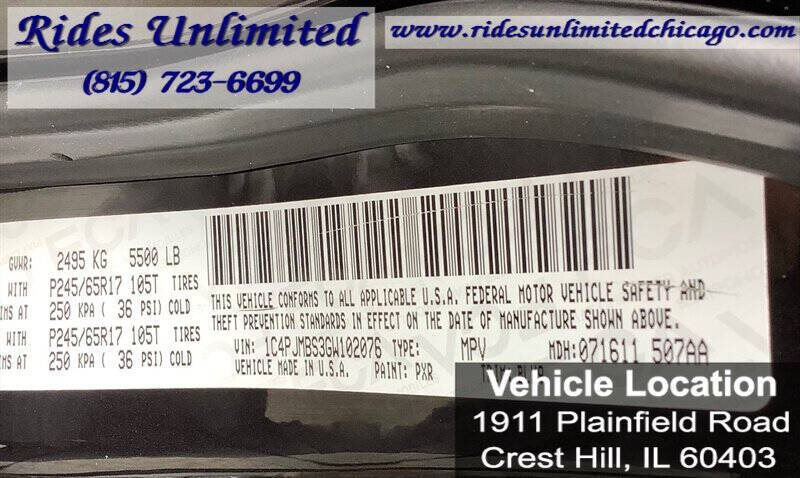 Rides Unlimited
(815) 723-6699
www.ridesunlimitedchicago.com
GVWR: 2495 KG 5500 LB
WITH P245/65R17 105T TIRES
IMS AT 250 KPA ( 36 PSI) COLD
WITH P245/65R17 105T TIRES
IMS AT 250 KPA ( 36 PSI) COLD
THIS VEHICLE CONFORMS TO ALL APPLICABLE U.S.A. FEDERAL MOTOR VEHICLE SAFETY AND
THEFT PREVENTION STANDARDS IN EFFECT ON THE DATE OF MANUFACTURE SHOWN ABOVE.
VIN: 1C4PJMBS3GW102076 TYPE: MPV MDH:071611 507AA
VEHICLE MADE IN U.S.A. PAINT: PXR
Vehicle Location
1911 Plainfield Road
Crest Hill, IL 60403